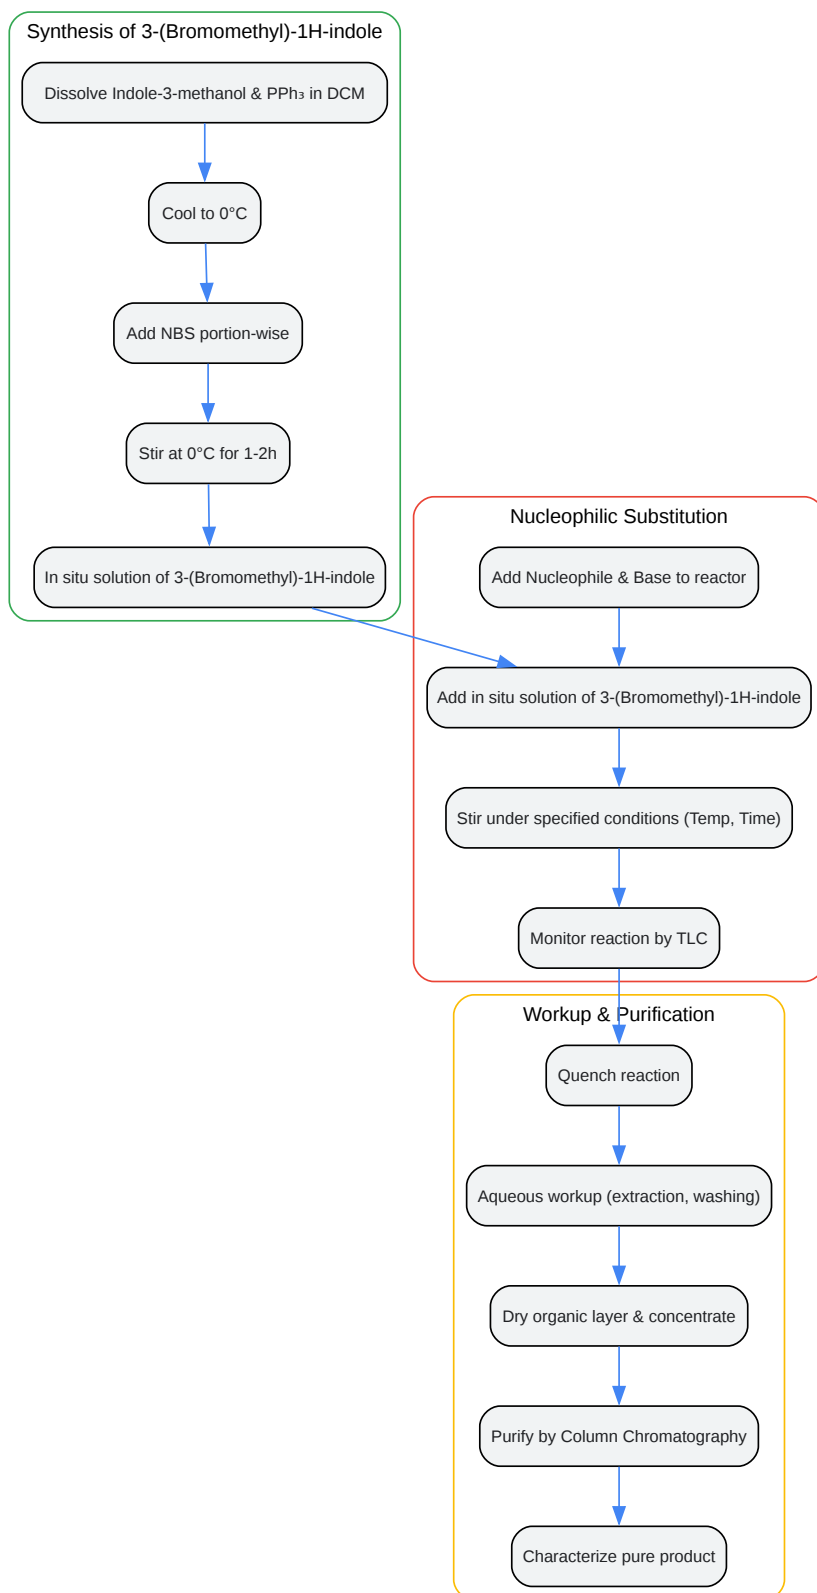 Synthesis of 3-(Bromomethyl)-1H-indole
Dissolve Indole-3-methanol & PPh₃ in DCM
Cool to 0°C
Add NBS portion-wise
Stir at 0°C for 1-2h
In situ solution of 3-(Bromomethyl)-1H-indole
Nucleophilic Substitution
Add Nucleophile & Base to reactor
Add in situ solution of 3-(Bromomethyl)-1H-indole
Stir under specified conditions (Temp, Time)
Monitor reaction by TLC
Workup & Purification
Quench reaction
Aqueous workup (extraction, washing)
Dry organic layer & concentrate
Purify by Column Chromatography
Characterize pure product